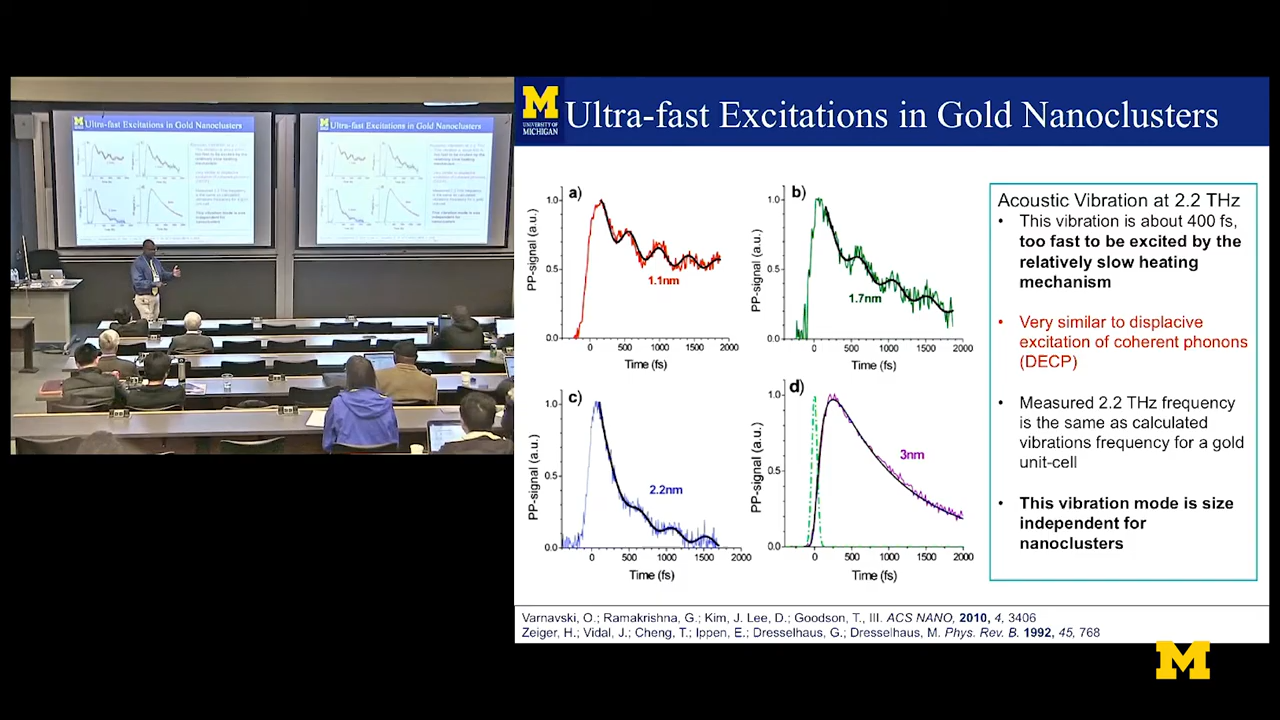 UNIVERSITY OF
MICHIGAN
Ultra-fast Excitations in Gold Nanoclusters
a)
PP-signal (a.u.)
1.0
0.5
0.0
1.1nm
0 500 1000 1500 2000
Time (fs)
b)
PP-signal (a.u.)
1.0
0.5
0.0
1.7nm
0 500 1000 1500 2000
Time (fs)
c)
PP-signal (a.u.)
1.0
0.5
0.0
2.2nm
0 500 1000 1500 2000
Time (fs)
d)
PP-signal (a.u.)
1.0
0.5
0.0
3nm
0 500 1000 1500 2000
Time (fs)
Acoustic Vibration at 2.2 THz
• This vibration is about 400 fs,
too fast to be excited by the
relatively slow heating
mechanism
• Very similar to displacive
excitation of coherent phonons
(DECP)
• Measured 2.2 THz frequency
is the same as calculated
vibrations frequency for a gold
unit-cell
• This vibration mode is size
independent for
nanoclusters
Varnavski, O.; Ramakrishna, G.; Kim, J. Lee, D.; Goodson, T., III. ACS NANO, 2010, 4, 3406
Zeiger, H.; Vidal, J.; Cheng, T.; Ippen, E.; Dresselhaus, G.; Dresselhaus, M. Phys. Rev. B. 1992, 45, 768
M
Ultra-fast Excitations in Gold Nanoclusters
Ultra-fast Excitations in Gold Nanoclusters